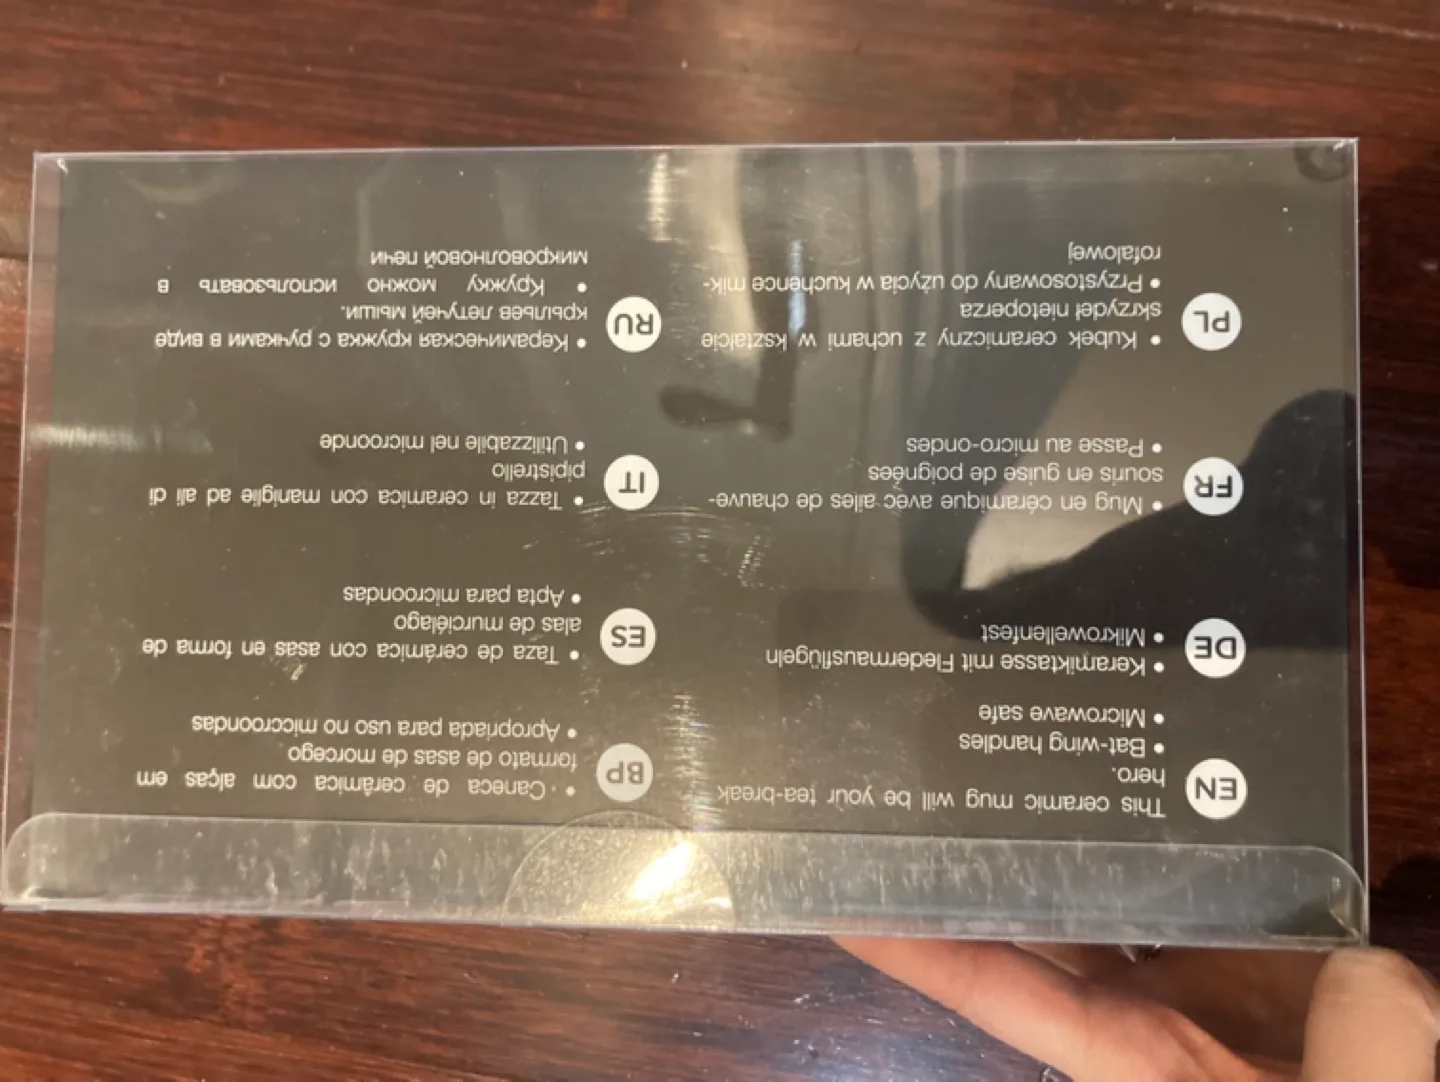 EN
This ceramic mug will be your tea-break
hero.
• Bat-wing handles
• Microwave safe
DE
• Keramiktasse mit Fledermausflügeln
• Mikrowellenfest
FR
• Mug en céramique avec ailes de chauve-
souris en guise de poignées
• Passe au micro-ondes
PL
• Kubek ceramiczny z uchami w kształcie
skrzydeł nietoperza
• Przystosowany do użycia w kuchence mik-
rofalowej
BP
• Caneca de cerâmica com alças em
formato de asas de morcego
• Apropriada para uso no miccroondas
ES
• Taza de cerámica con asas en forma de
alas de murciélago
• Apta para microondas
IT
• Tazza in ceramica con maniglie ad ali di
pipistrello
• Utilizzabile nel microonde
RU
• Керамическая кружка с ручками в виде
крыльев летучей мыши.
• Кружку можно использовать в
микроволновой печи